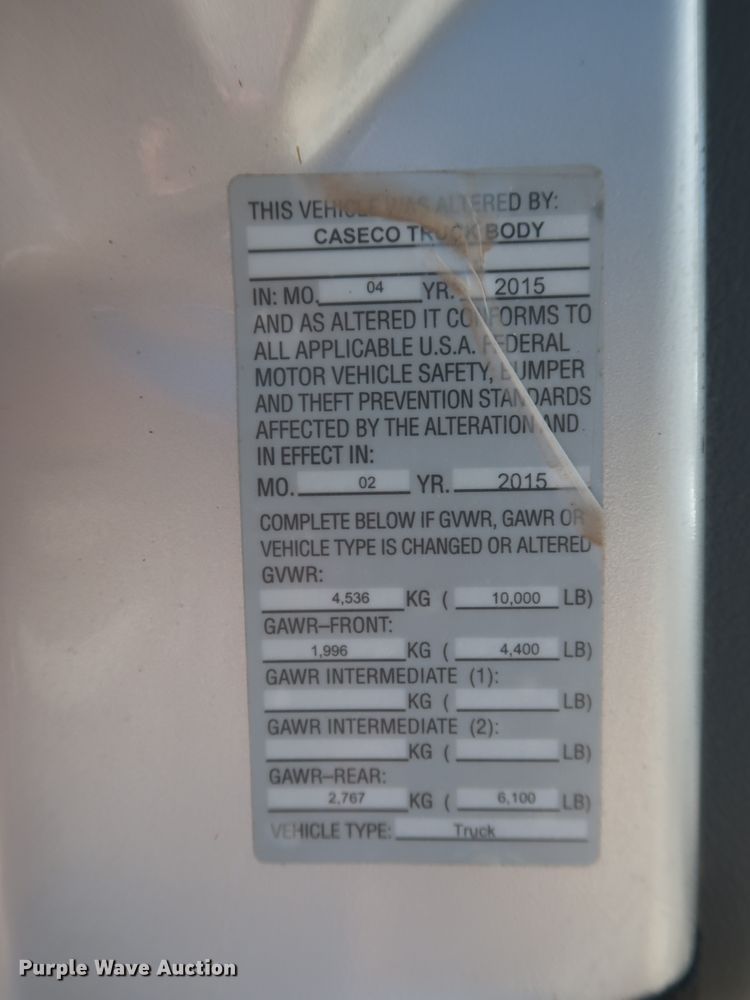 THIS VEHICLE WAS ALTERED BY:
CASECO TRUCK BODY
IN: MO. 04 YR. 2015
AND AS ALTERED IT CONFORMS TO
ALL APPLICABLE U.S.A. FEDERAL
MOTOR VEHICLE SAFETY, BUMPER
AND THEFT PREVENTION STANDARDS
AFFECTED BY THE ALTERATION AND
IN EFFECT IN:
MO. 02 YR. 2015
COMPLETE BELOW IF GVWR, GAWR OR
VEHICLE TYPE IS CHANGED OR ALTERED
GVWR:
4,536 KG ( 10,000 LB)
GAWR–FRONT:
1,996 KG ( 4,400 LB)
GAWR INTERMEDIATE (1):
KG ( LB)
GAWR INTERMEDIATE (2):
KG ( LB)
GAWR–REAR:
2,767 KG ( 6,100 LB)
VEHICLE TYPE: Truck
Purple Wave Auction